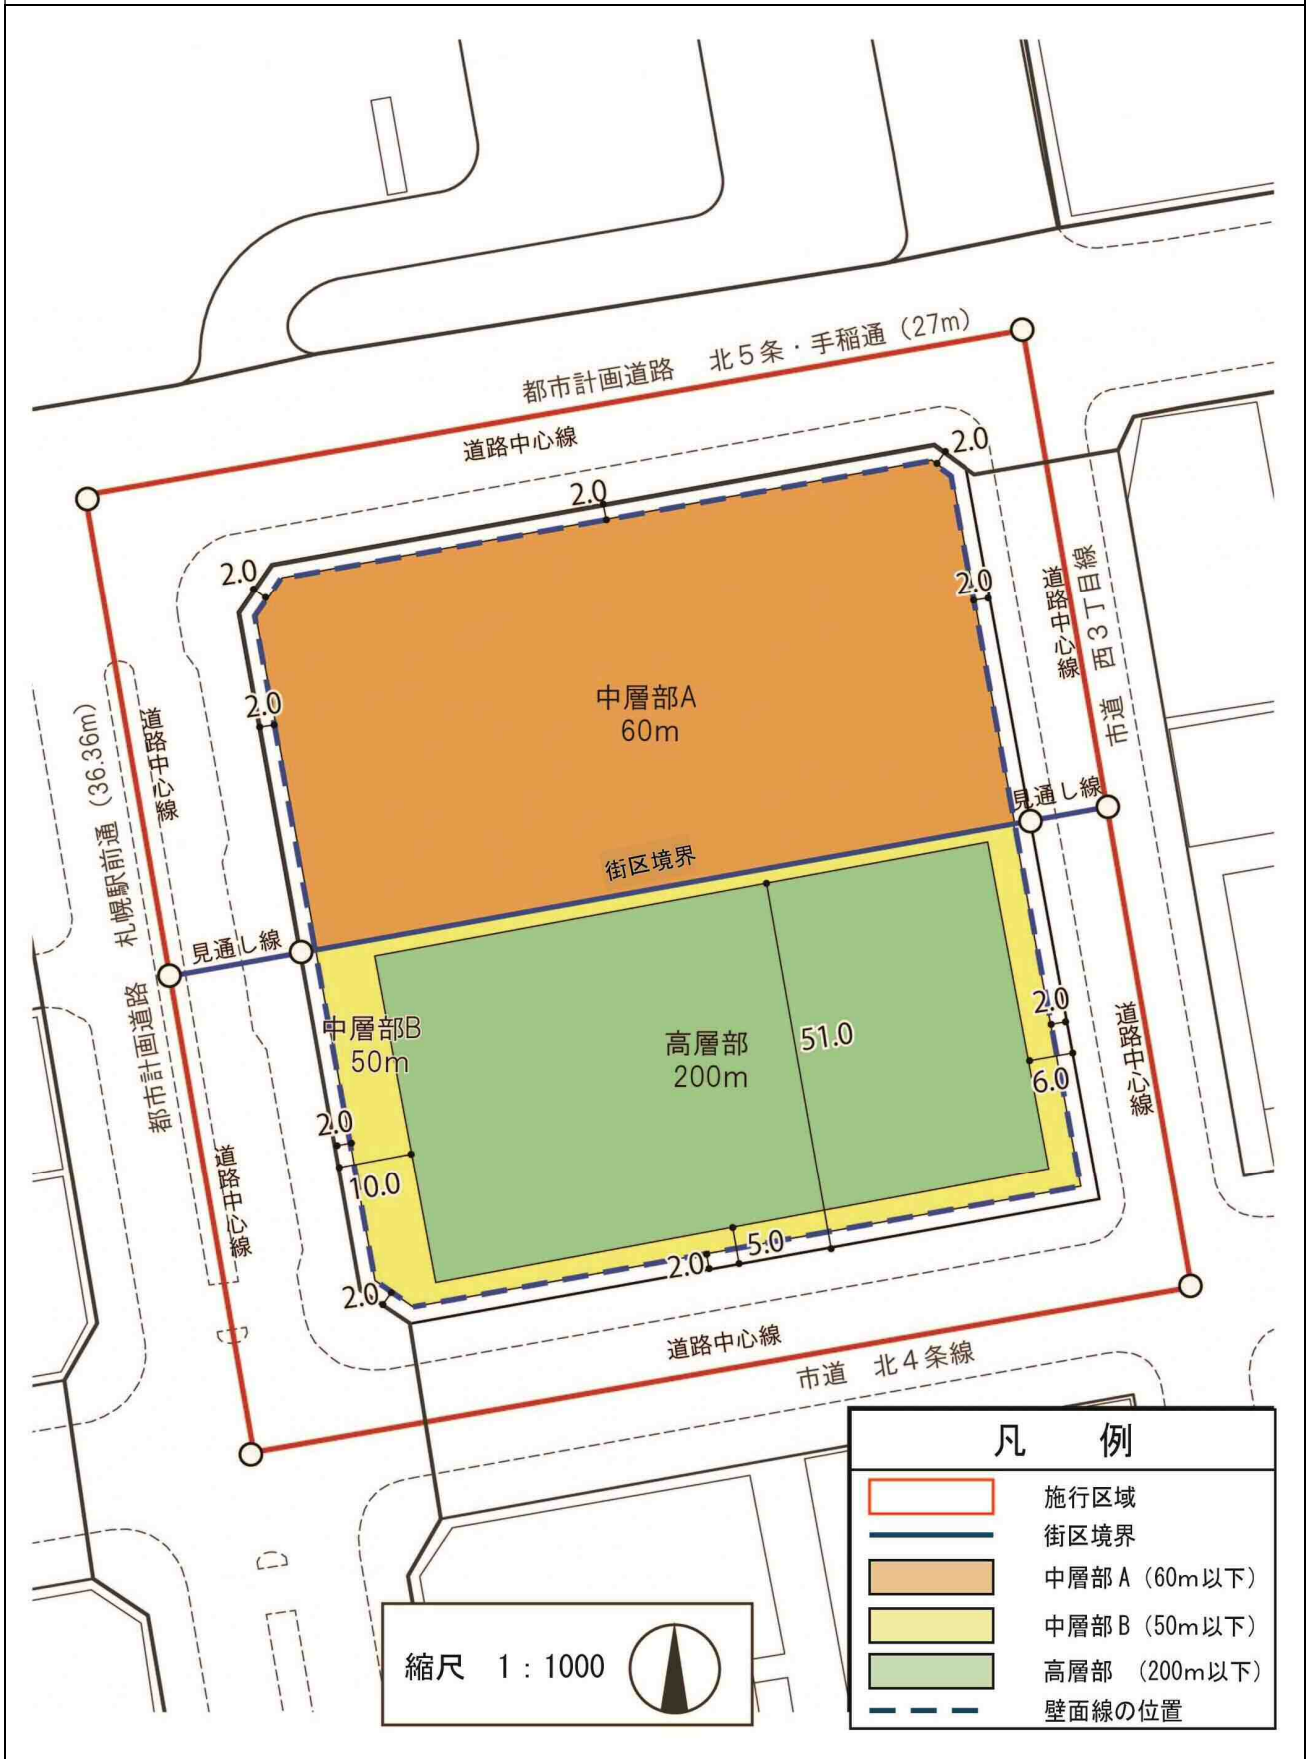 都市計画道路　北５条・手稲通（27m）
道路中心線
2.0
2.0
2.0
2.0
2.0
道路中心線
市道　西３丁目線
中層部A
60m
都市計画道路　札幌駅前通（36.36m）
道路中心線
見通し線
街区境界
見通し線
中層部B
50m
高層部
200m
51.0
2.0
6.0
道路中心線
2.0
10.0
道路中心線
5.0
2.0
2.0
道路中心線
市道　北４条線
凡　例
施行区域
街区境界
中層部Ａ（60m以下）
中層部Ｂ（50m以下）
高層部　（200m以下）
壁面線の位置
縮尺　1：1000